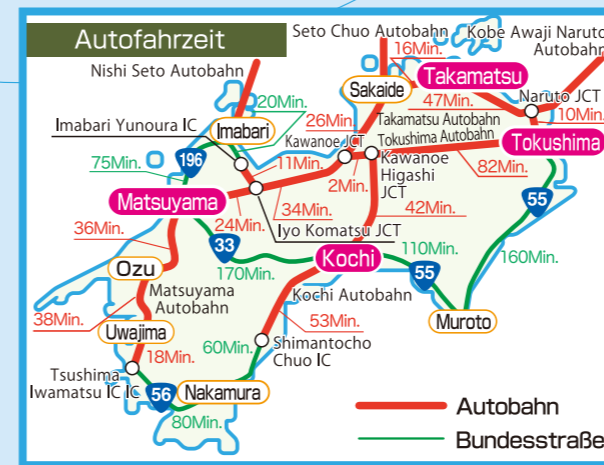 Autofahrzeit
Seto Chuo Autobahn
Kobe Awaji Naruto
Autobahn
Nishi Seto Autobahn
16Min.
Takamatsu
Sakaide
47Min.
Naruto JCT
20Min.
Imabari Yunoura IC
Imabari
26Min.
Takamatsu Autobahn
10Min.
Kawanoe JCT
Tokushima Autobahn
Tokushima
75Min.
196
11Min.
Kawanoe
Higashi
JCT
82Min.
2Min.
Matsuyama
34Min.
42Min.
55
24Min.
Iyo Komatsu JCT
36Min.
33
110Min.
160Min.
Kochi
170Min.
55
Ozu
Matsuyama
Autobahn
Kochi Autobahn
38Min.
53Min.
Muroto
Uwajima
60Min.
Shimantocho
Chuo IC
18Min.
Tsushima
Iwamatsu IC IC
56
Nakamura
80Min.
Autobahn
Bundesstraße